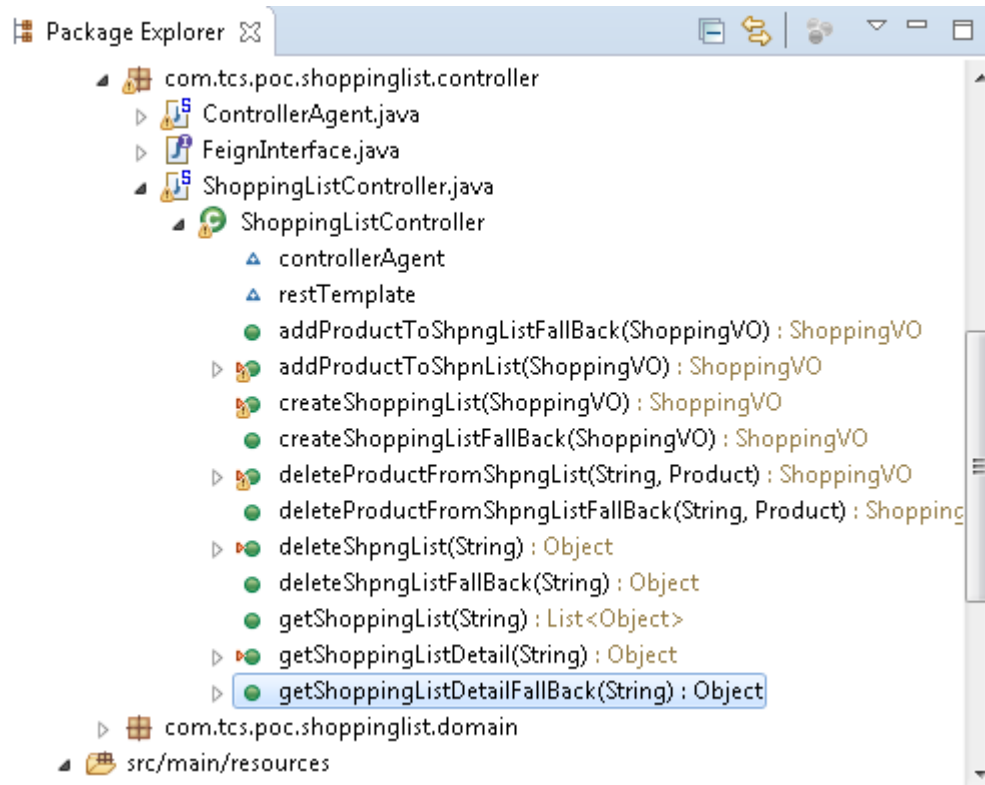 Package Explorer
com.tcs.poc.shoppinglist.controller
ControllerAgent.java
FeignInterface.java
ShoppingListController.java
ShoppingListController
controllerAgent
restTemplate
addProductToShpngListFallBack(ShoppingVO) : ShoppingVO
addProductToShpnList(ShoppingVO) : ShoppingVO
createShoppingList(ShoppingVO) : ShoppingVO
createShoppingListFallBack(ShoppingVO) : ShoppingVO
deleteProductFromShpngList(String, Product) : ShoppingVO
deleteProductFromShpngListFallBack(String, Product) : Shopping
deleteShpngList(String) : Object
deleteShpngListFallBack(String) : Object
getShoppingList(String) : List<Object>
getShoppingListDetail(String) : Object
getShoppingListDetailFallBack(String) : Object
com.tcs.poc.shoppinglist.domain
src/main/resources